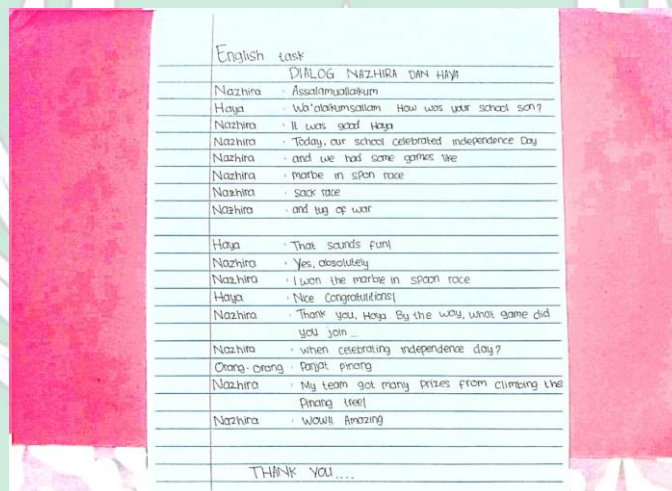 English task
DIALOG NAZHIRA DAN HAYA
Nazhira : Assalamuallaikum
Haya : Wa'alaikumsallam How was your school son?
Nazhira : It was good Haya
Nazhira : Today, our school celebrated independence Day
Nazhira : and we had some games like
Nazhira : marbe in spon race
Nazhira : sack race
Nazhira : and tug of war
Haya : That sounds fun!
Nazhira : Yes, absolutely
Nazhira : I won the marble in spoon race
Haya : Nice Congratulitions!
Nazhira : Thank you, Haya. By the way, what game did
you join ...
Nazhira : when celebrating independence day?
Orang-orang : Panjat pinang
Nazhira : My team got many prizes from climbing the
Pinang tree!
Nazhira : Wow!! Amazing
THANK YOU ....